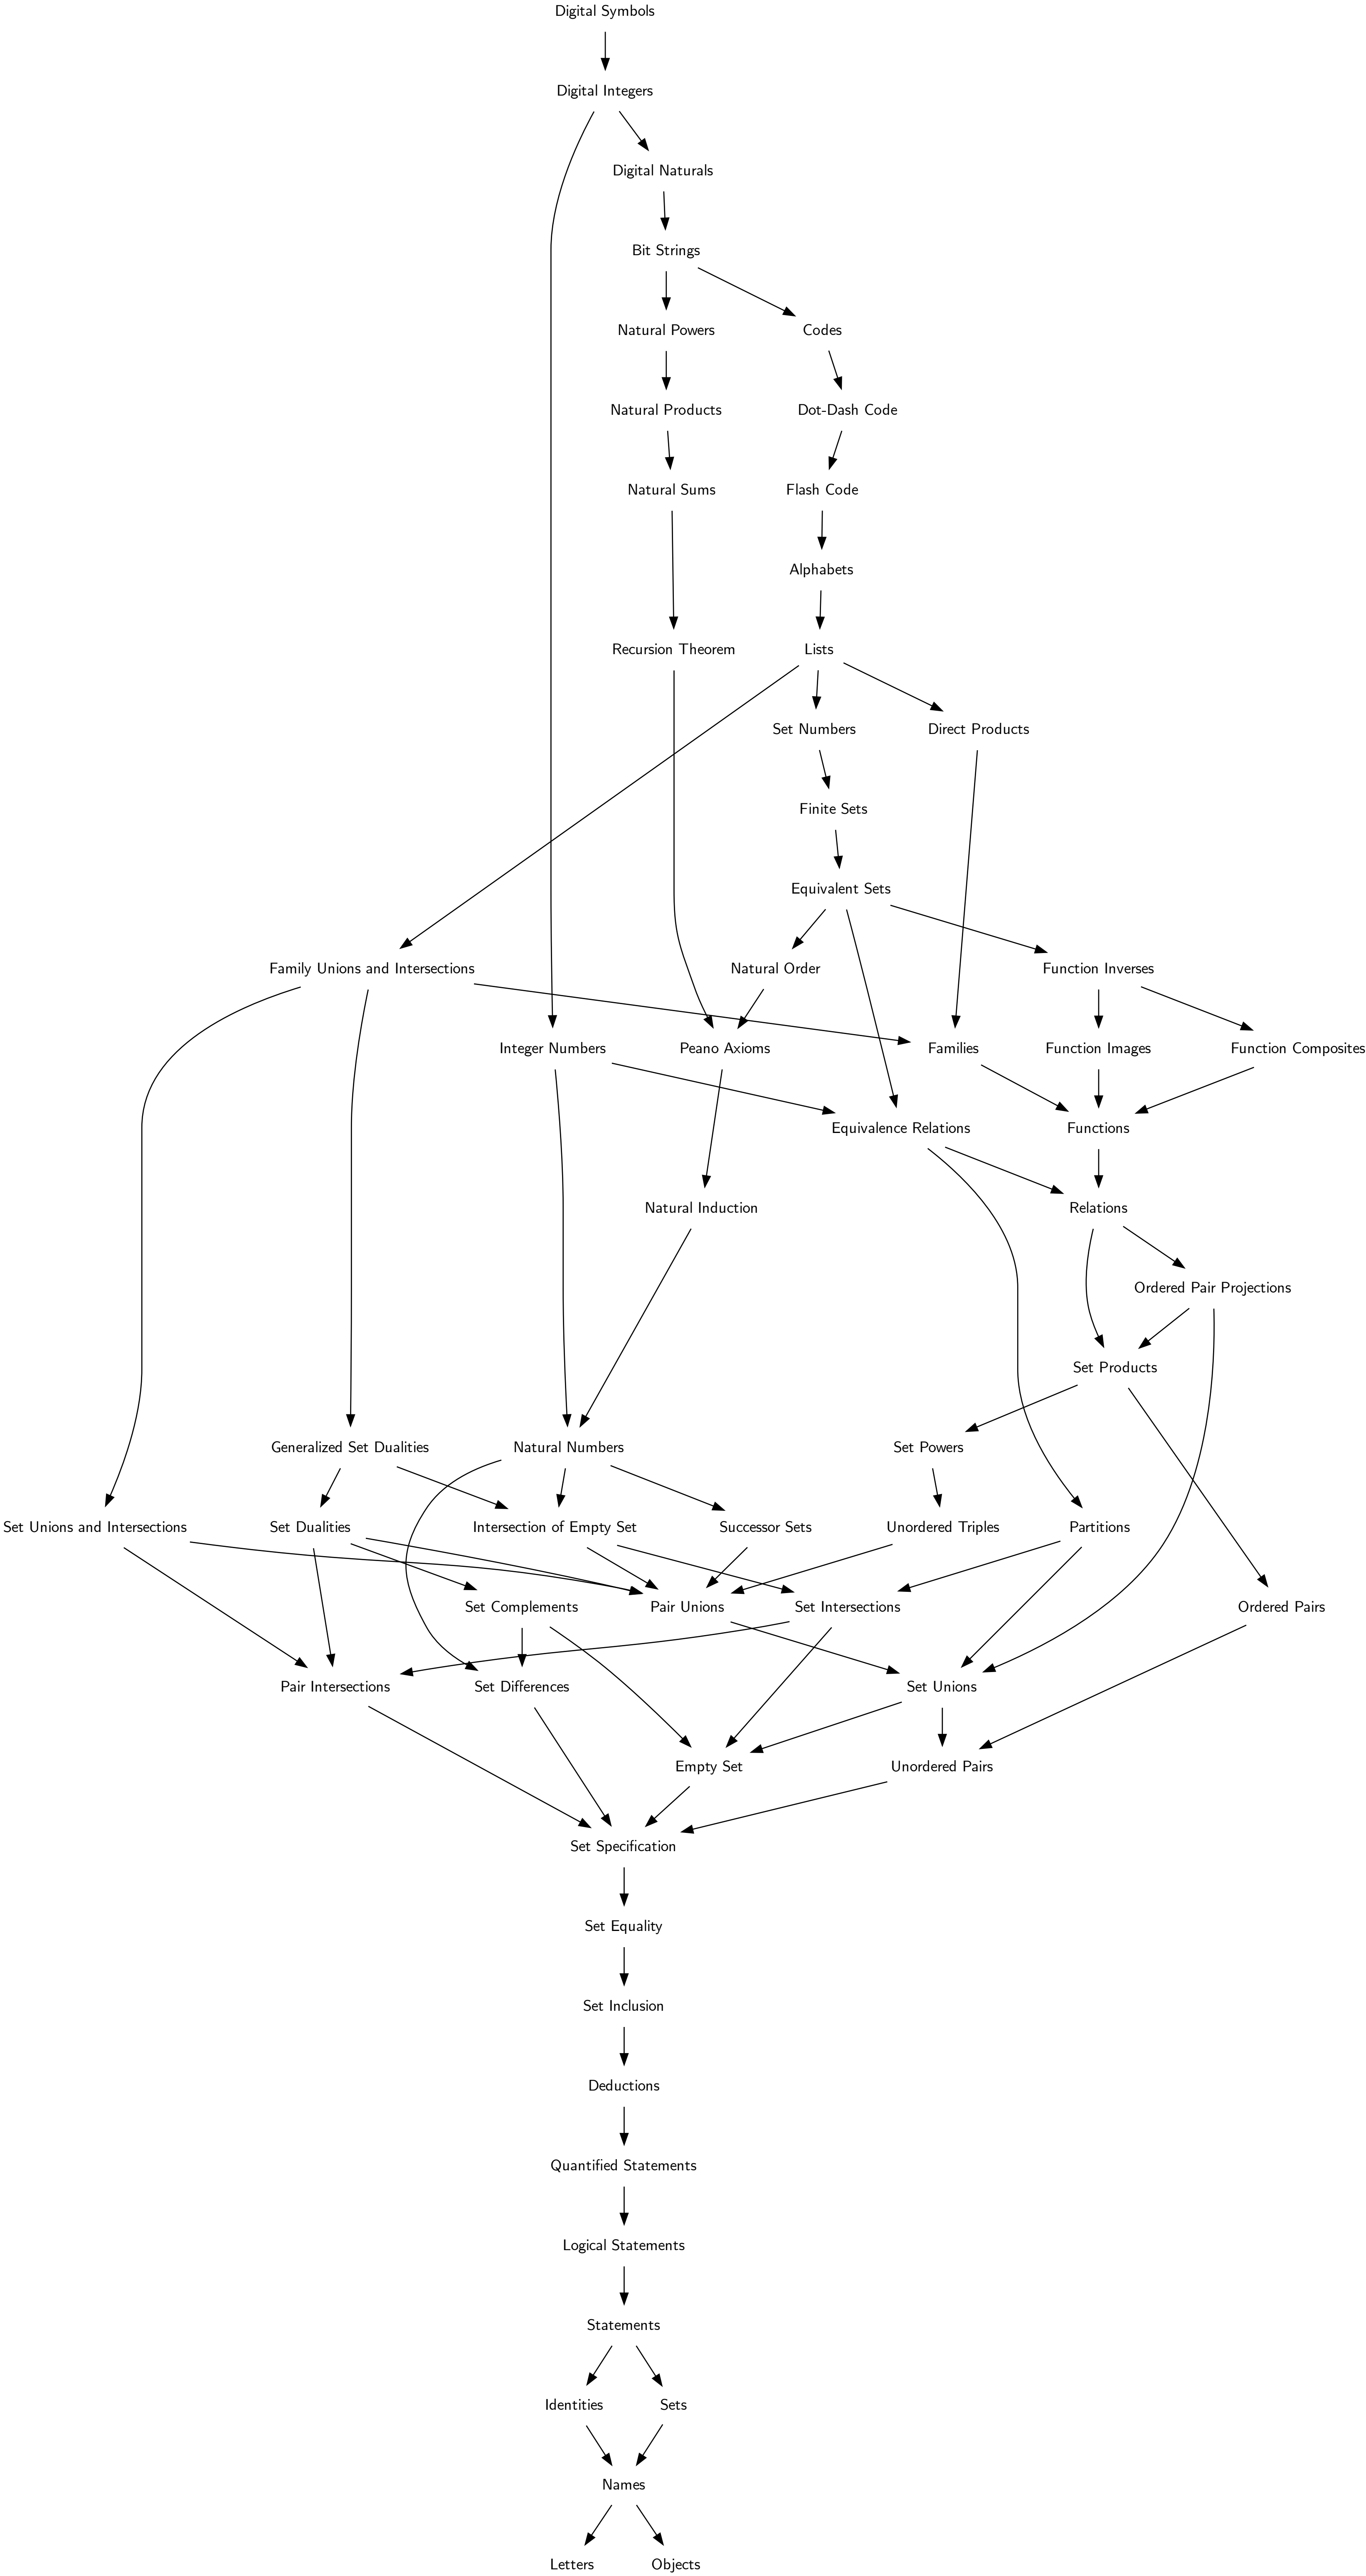 Digital Symbols
Digital Integers
Digital Naturals
Bit Strings
Natural Powers
Codes
Natural Products
Dot-Dash Code
Natural Sums
Flash Code
Alphabets
Recursion Theorem
Lists
Set Numbers
Direct Products
Finite Sets
Equivalent Sets
Family Unions and Intersections
Natural Order
Function Inverses
Integer Numbers
Peano Axioms
Families
Function Images
Function Composites
Equivalence Relations
Functions
Natural Induction
Relations
Ordered Pair Projections
Set Products
Generalized Set Dualities
Natural Numbers
Set Powers
Set Unions and Intersections
Set Dualities
Intersection of Empty Set
Successor Sets
Unordered Triples
Partitions
Set Complements
Pair Unions
Set Intersections
Ordered Pairs
Pair Intersections
Set Differences
Set Unions
Empty Set
Unordered Pairs
Set Specification
Set Equality
Set Inclusion
Deductions
Quantified Statements
Logical Statements
Statements
Identities
Sets
Names
Letters
Objects